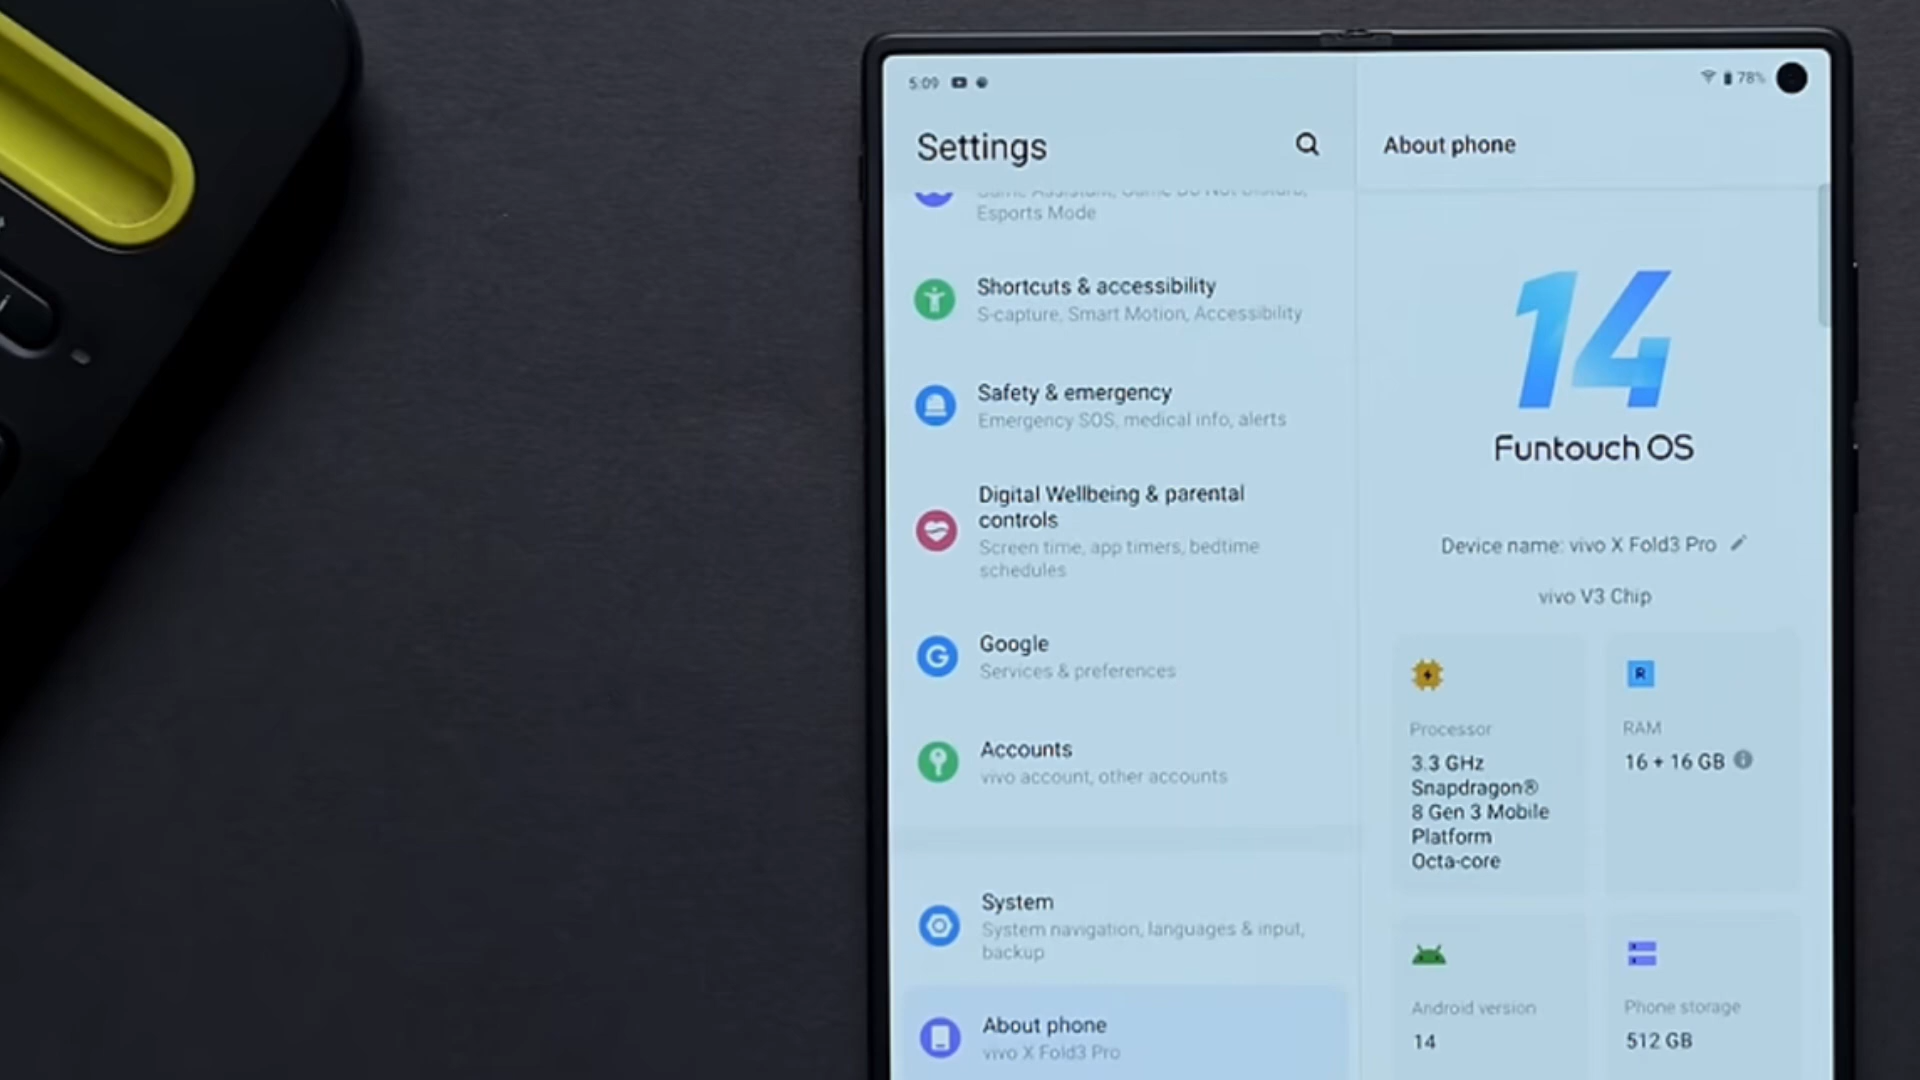 5:09
78%
Settings
About phone
Esports Mode
Shortcuts & accessibility
S-capture, Smart Motion, Accessibility
Safety & emergency
Emergency SOS, medical info, alerts
Digital Wellbeing & parental
controls
Screen time, app timers, bedtime
schedules
Google
Services & preferences
Accounts
vivo account, other accounts
System
System navigation, languages & input,
backup
About phone
vivo X Fold3 Pro
14
Funtouch OS
Device name: vivo X Fold3 Pro
vivo V3 Chip
Processor
3.3 GHz
Snapdragon®
8 Gen 3 Mobile
Platform
Octa-core
R
RAM
16 + 16 GB
Android version
14
Phone storage
512 GB